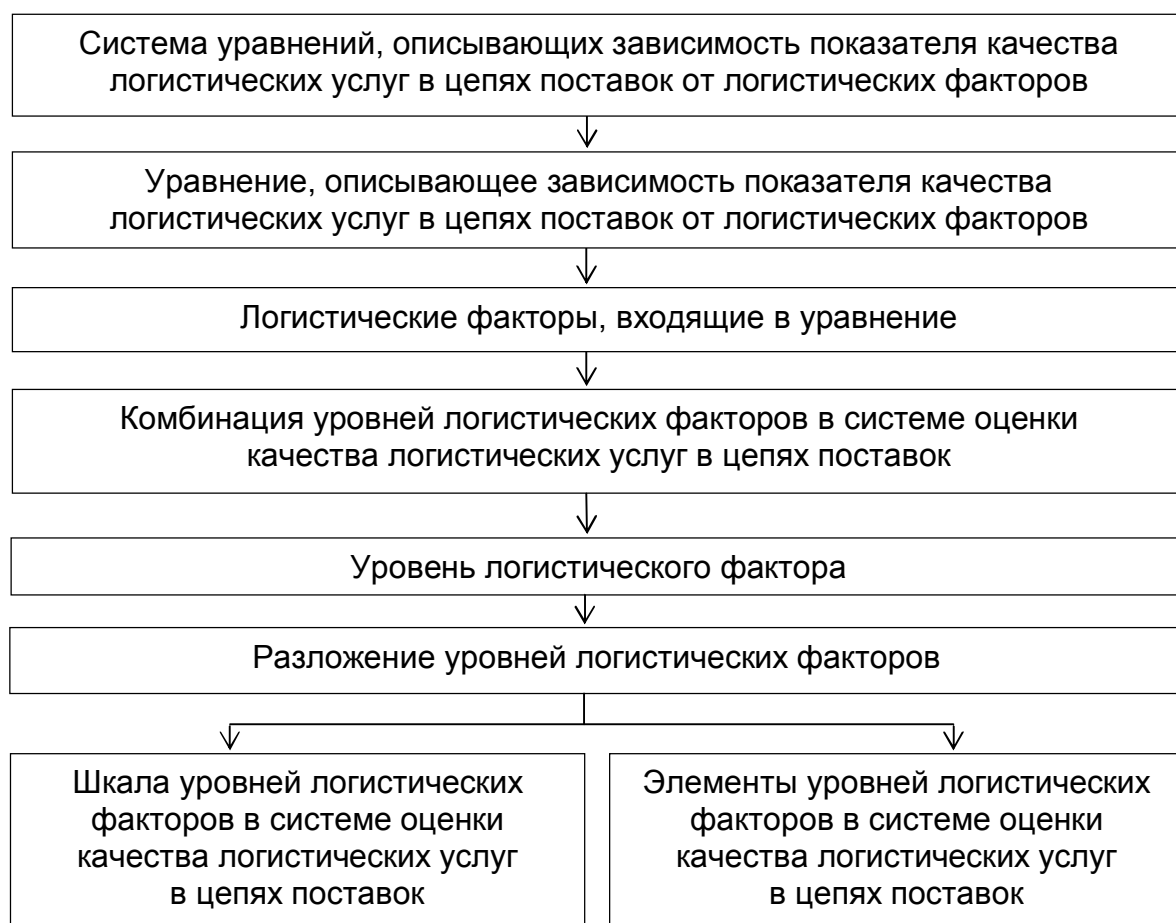 Система уравнений, описывающих зависимость показателя качества
логистических услуг в цепях поставок от логистических факторов
Уравнение, описывающее зависимость показателя качества
логистических услуг в цепях поставок от логистических факторов
Логистические факторы, входящие в уравнение
Комбинация уровней логистических факторов в системе оценки
качества логистических услуг в цепях поставок
Уровень логистического фактора
Разложение уровней логистических факторов
Шкала уровней логистических
факторов в системе оценки
качества логистических услуг
в цепях поставок
Элементы уровней логистических
факторов в системе оценки
качества логистических услуг
в цепях поставок